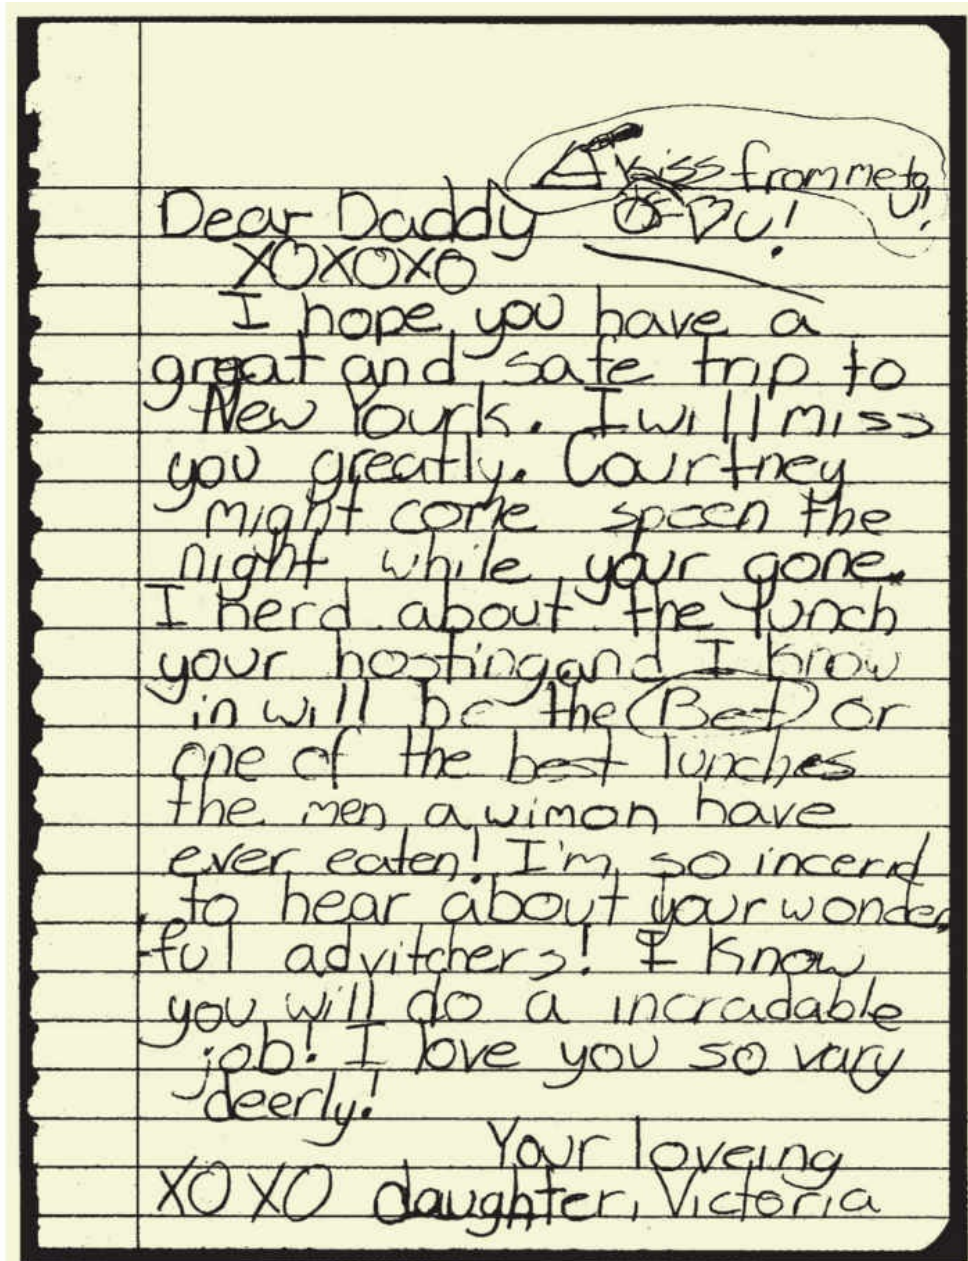 kiss from me to
U!
Dear Daddy
U!
XOXOXO
I hope you have a
great and safe trip to
New Yourk. I will miss
you greatly. Courtney
might come speen the
night while your gone.
I herd about the lunch
your hosting and I know
in will be the Best or
one of the best lunches
the men a wimon have
ever eaten! I'm so
to hear about your wonder
ful advitchers! I know
you will do a incradable
job! I love you so vary
deerly!
Your loveing
XOXO daughter, Victoria